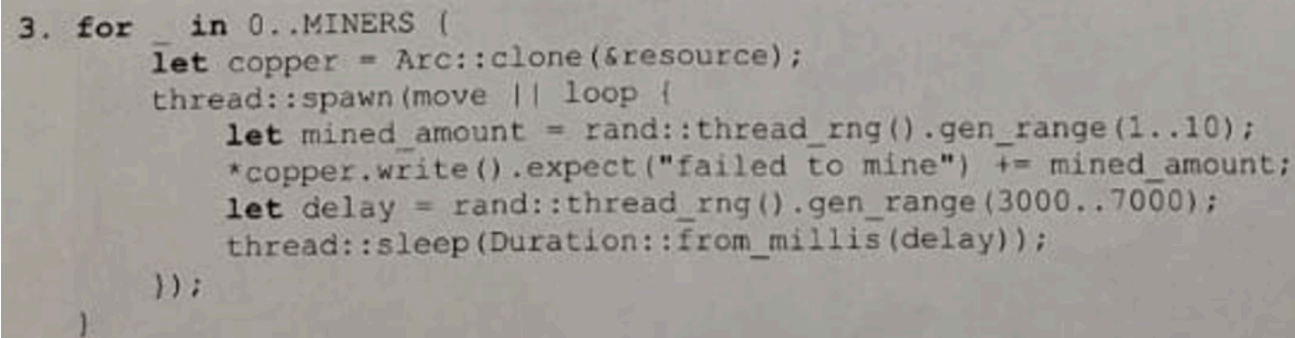 3. for _ in 0..MINERS {
let copper = Arc::clone(&resource);
thread::spawn(move || loop {
let mined_amount = rand::thread_rng().gen_range(1..10);
*copper.write().expect("failed to mine") += mined_amount;
let delay = rand::thread_rng().gen_range(3000..7000);
thread::sleep(Duration::from_millis(delay));
});
}